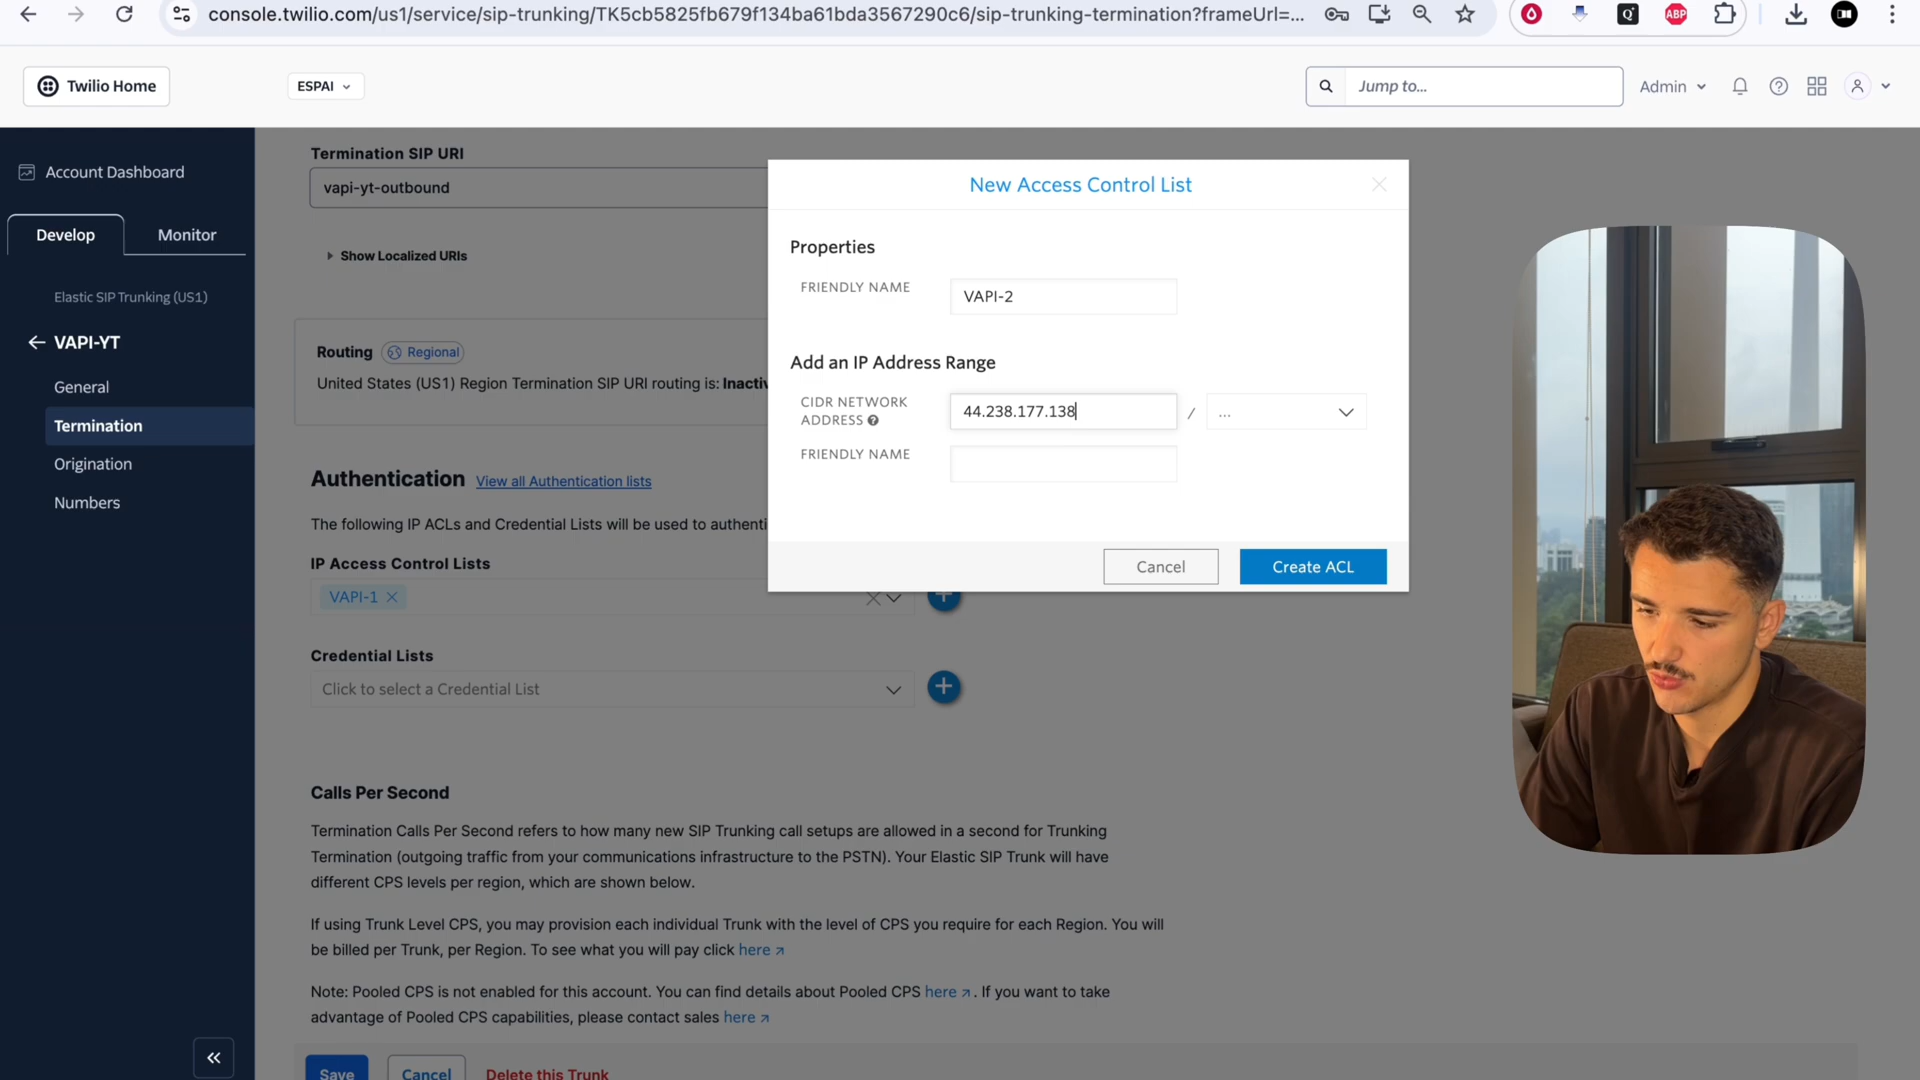 console.twilio.com/us1/service/sip-trunking/TK5cb5825fb679f134ba61bda3567290c6/sip-trunking-termination?frameUrl=...
Q
ABP
Twilio Home
ESPAI
Jump to...
Admin
Account Dashboard
Develop
Monitor
Elastic SIP Trunking (US1)
VAPI-YT
General
Termination
Origination
Numbers
Termination SIP URI
vapi-yt-outbound
Show Localized URIs
Routing Regional
United States (US1) Region Termination SIP URI routing is: Inactiv
Authentication View all Authentication lists
The following IP ACLs and Credential Lists will be used to authenti
IP Access Control Lists
VAPI-1
Credential Lists
Click to select a Credential List
Calls Per Second
Termination Calls Per Second refers to how many new SIP Trunking call setups are allowed in a second for Trunking
Termination (outgoing traffic from your communications infrastructure to the PSTN). Your Elastic SIP Trunk will have
different CPS levels per region, which are shown below.
If using Trunk Level CPS, you may provision each individual Trunk with the level of CPS you require for each Region. You will
be billed per Trunk, per Region. To see what you will pay click here
Note: Pooled CPS is not enabled for this account. You can find details about Pooled CPS here . If you want to take
advantage of Pooled CPS capabilities, please contact sales here
Save
Cancel
Delete this Trunk
New Access Control List
Properties
FRIENDLY NAME
VAPI-2
Add an IP Address Range
CIDR NETWORK
ADDRESS
44.238.177.138
/
...
FRIENDLY NAME
Cancel
Create ACL